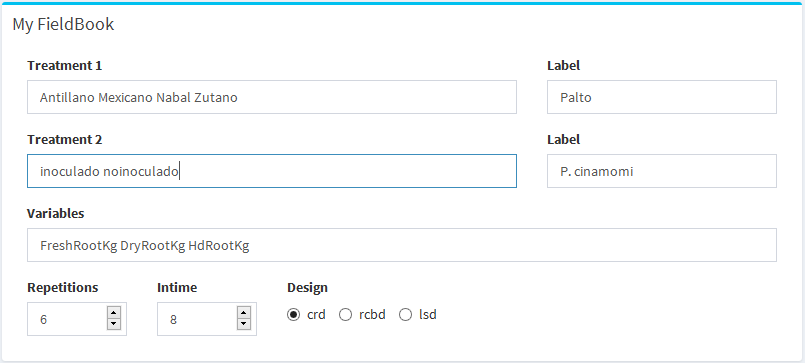 My FieldBook
Treatment 1 Label
Antillano Mexicano Nabal Zutano Palto
Treatment 2 Label
inoculado noinoculado P. cinamomi
Variables
FreshRootKg DryRootKg HdRootKg
Repetitions Intime Design
6 8 crd rcbd lsd